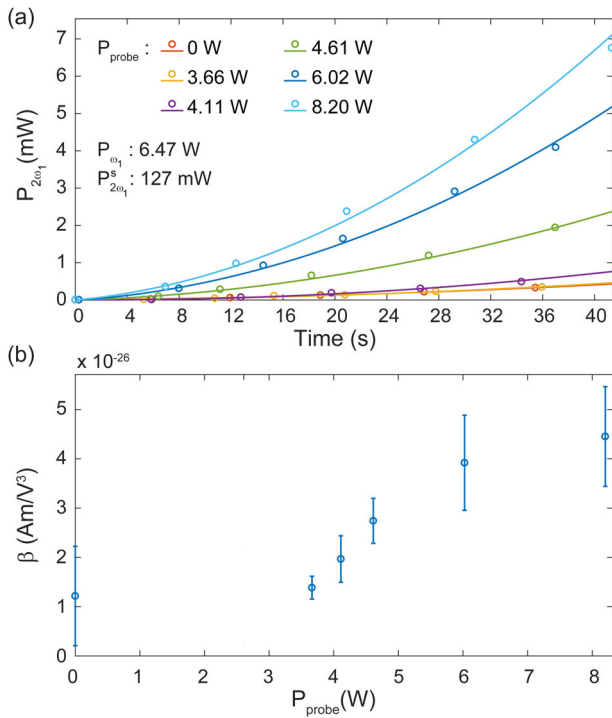 (a)
7
6
5
4
3
2
1
0
P₂ω₁(mW)
P_probe :
0 W
4.61 W
3.66 W
6.02 W
4.11 W
8.20 W
P_ω₁ : 6.47 W
Pˢ₂ω₁ : 127 mW
0 4 8 12 16 20 24 28 32 36 40
Time (s)
(b)
x 10⁻²⁶
5
4
3
2
1
0
β (Am/V³)
0 1 2 3 4 5 6 7 8
P_probe(W)